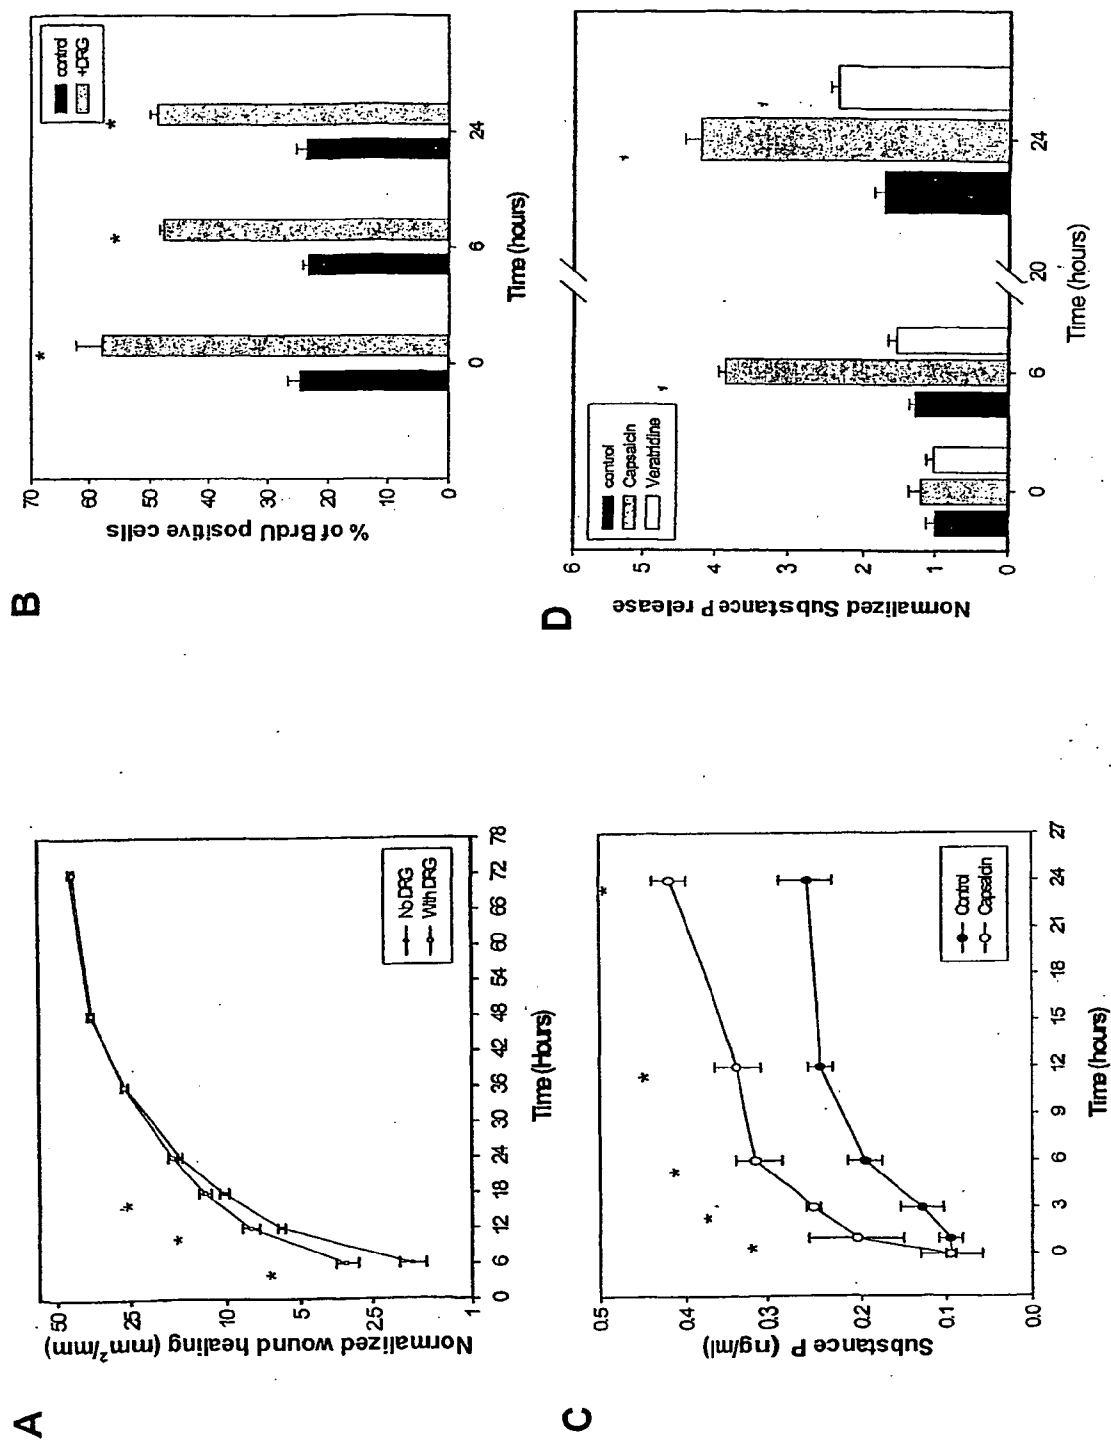 A
Normalized wound healing (mm²/mm)
50
25
10
5
2.5
1
0 6 12 18 24 30 36 42 48 54 60 66 72 78
Time (Hours)
No DRG
With DRG
*
*
*
B
% of BrdU positive cells
70
60
50
40
30
20
10
0
0 6 24
Time (hours)
control
+DRG
*
*
*
C
Substance P (ng/ml)
0.5
0.4
0.3
0.2
0.1
0.0
0 3 6 9 12 15 18 21 24 27
Time (hours)
Control
Capsaicin
*
*
*
*
*
D
Normalized Substance P release
6
5
4
3
2
1
0
0 6 20 24
Time (hours)
control
Capsaicin
Veratridine